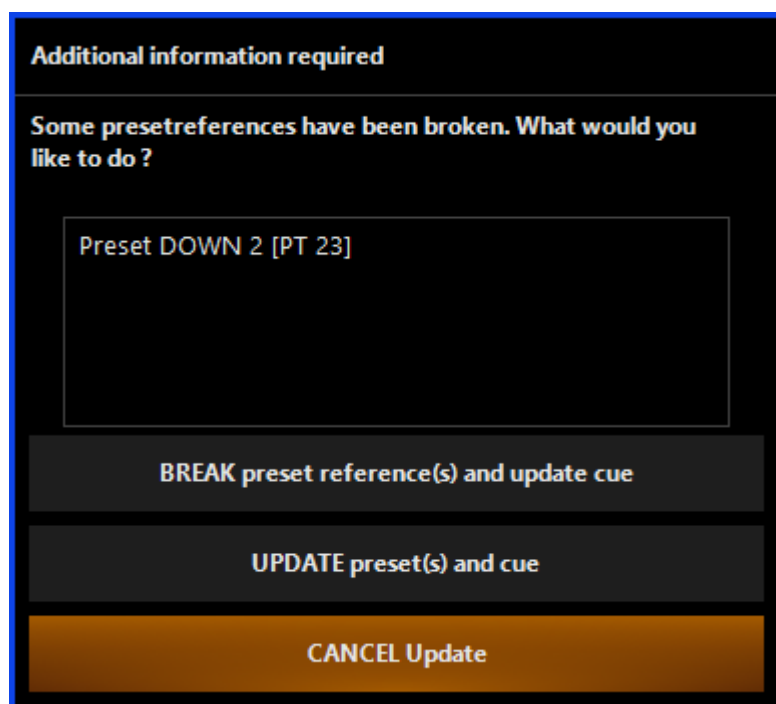 Additional information required
Some presetreferences have been broken. What would you
like to do ?
Preset DOWN 2 [PT 23]
BREAK preset reference(s) and update cue
UPDATE preset(s) and cue
CANCEL Update